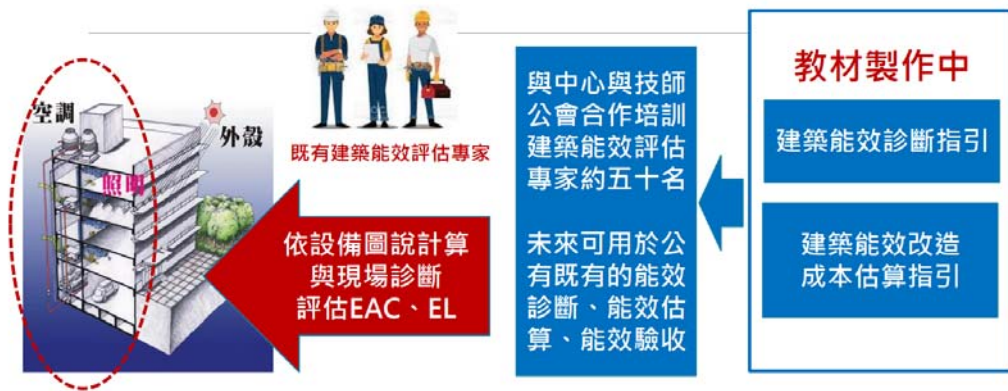 空調
外殼
照明
既有建築能效評估專家
依設備圖說計算
與現場診斷
評估EAC、EL
與中心與技師
公會合作培訓
建築能效評估
專家約五十名
未來可用於公
有既有的能效
診斷、能效估
算、能效驗收
教材製作中
建築能效診斷指引
建築能效改造
成本估算指引